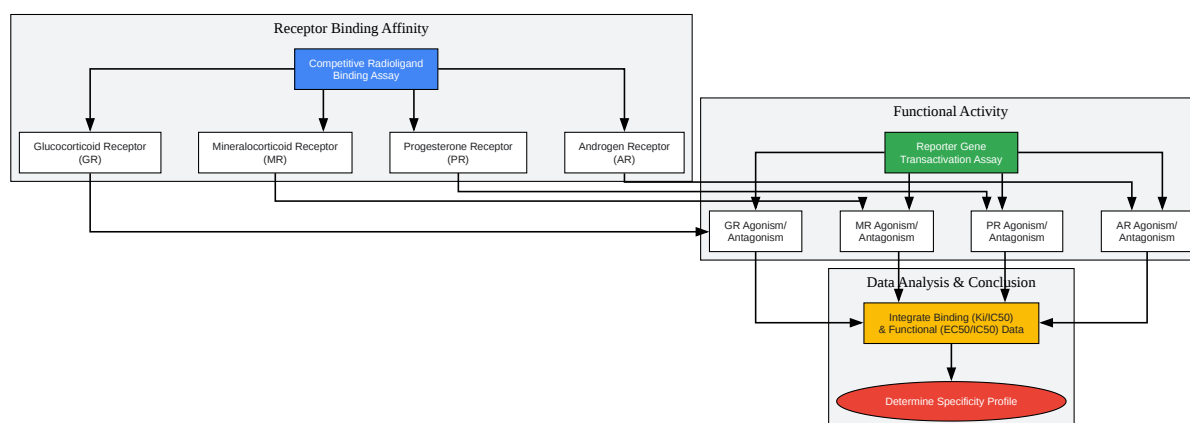 Receptor Binding Affinity
Competitive Radioligand
Binding Assay
Glucocorticoid Receptor
(GR)
Mineralocorticoid Receptor
(MR)
Progesterone Receptor
(PR)
Androgen Receptor
(AR)
Functional Activity
Reporter Gene
Transactivation Assay
GR Agonism/
Antagonism
MR Agonism/
Antagonism
PR Agonism/
Antagonism
AR Agonism/
Antagonism
Data Analysis & Conclusion
Integrate Binding (Ki/IC50)
& Functional (EC50/IC50) Data
Determine Specificity Profile